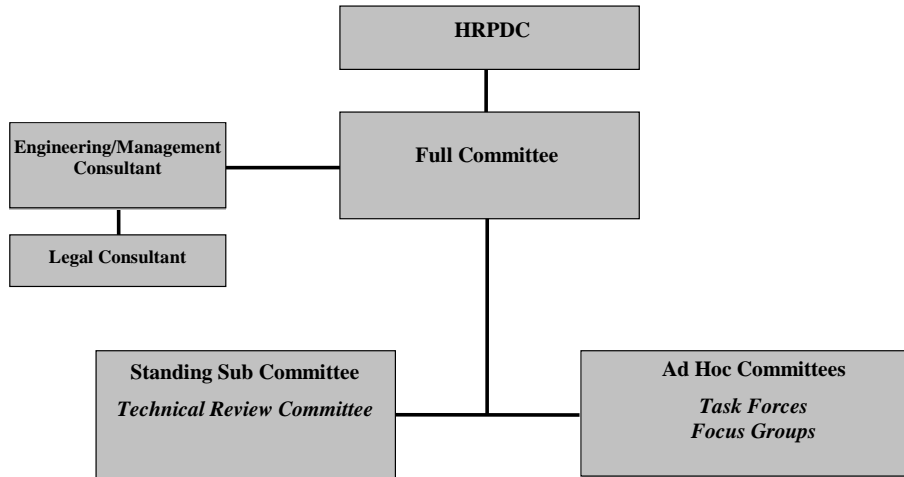 HRPDC
Full Committee
Engineering/Management
Consultant
Legal Consultant
Standing Sub Committee
Technical Review Committee
Ad Hoc Committees
Task Forces
Focus Groups